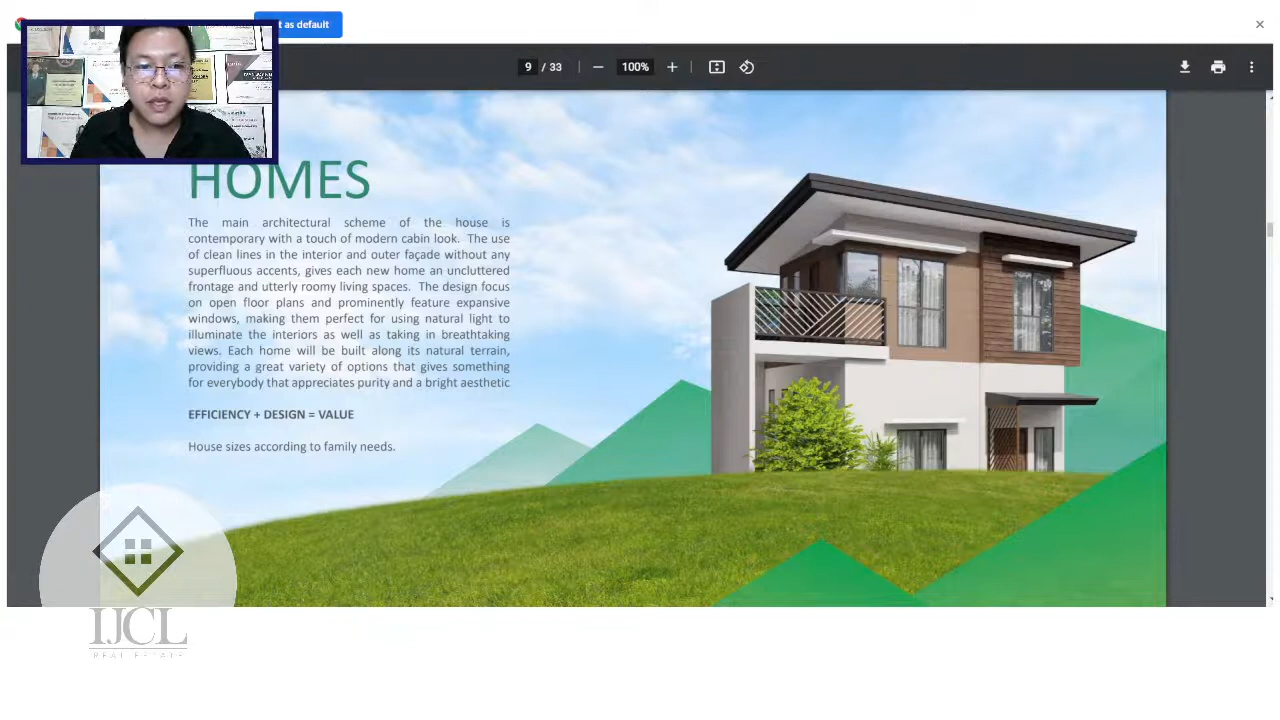 as default
9 / 33
100%
HOMES
The main architectural scheme of the house is
contemporary with a touch of modern cabin look. The use
of clean lines in the interior and outer façade without any
superfluous accents, gives each new home an uncluttered
frontage and utterly roomy living spaces. The design focus
on open floor plans and prominently feature expansive
windows, making them perfect for using natural light to
illuminate the interiors as well as taking in breathtaking
views. Each home will be built along its natural terrain,
providing a great variety of options that gives something
for everybody that appreciates purity and a bright aesthetic
EFFICIENCY + DESIGN = VALUE
House sizes according to family needs.
IJCL
REAL ESTATE